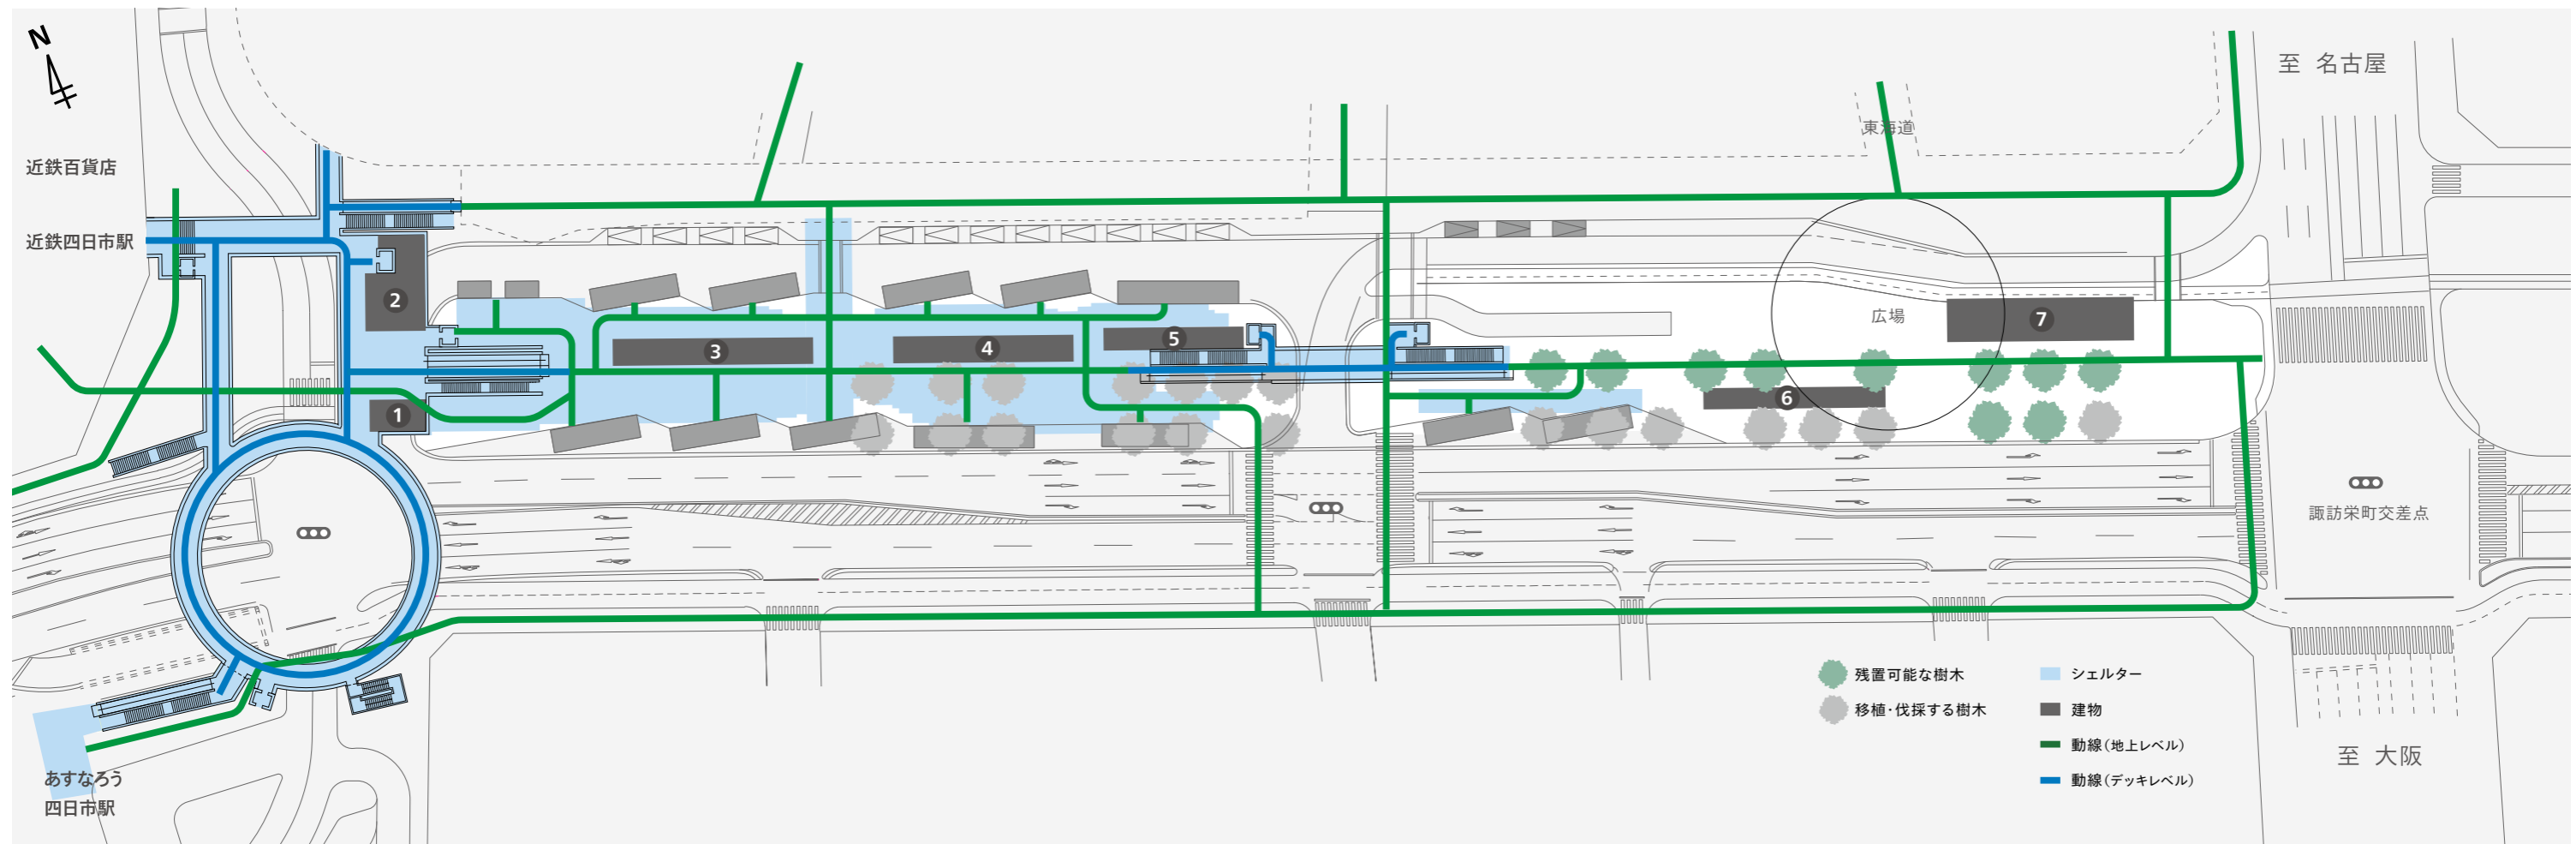 N
至 名古屋
東海道
近鉄百貨店
近鉄四日市駅
2
広場
7
3
4
5
6
1
諏訪栄町交差点
残置可能な樹木
移植・伐採する樹木
シェルター
建物
動線(地上レベル)
動線(デッキレベル)
至 大阪
あすなろう
四日市駅